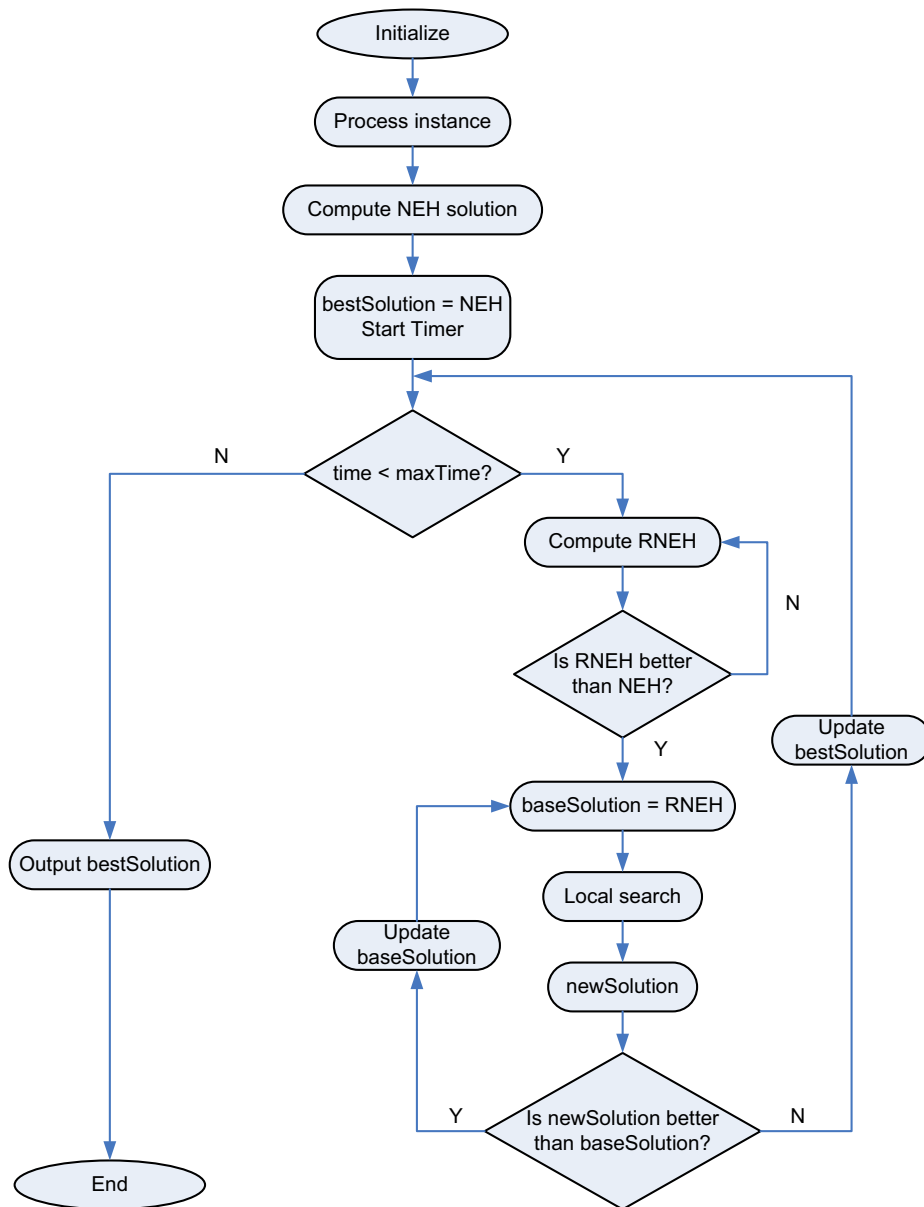 Initialize
Process instance
Compute NEH solution
bestSolution = NEH
Start Timer
time < maxTime?
N
Y
Compute RNEH
N
Is RNEH better
than NEH?
Y
Update
bestSolution
baseSolution = RNEH
Output bestSolution
Local search
Update
baseSolution
newSolution
Is newSolution better
than baseSolution?
Y
N
End